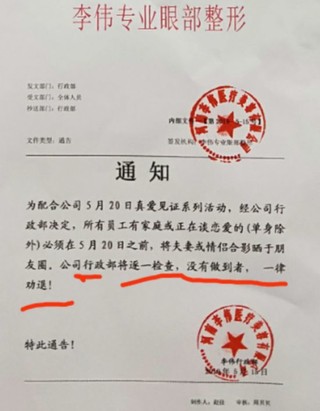 李伟专业眼部整形
发文部门：行政部
受文部门：全体人员
抄送部门：行政部
文件类型：通告
通知
为配合公司5月20日真爱见证系列活动，经公司行
政部决定，所有员工有家庭或正在谈恋爱的(单身除
外)必须在5月20日之前，将夫妻或情侣合影晒于朋
友圈。公司行政部将逐一检查，没有做到者，一律
劝退!
特此通告!
李伟行政部